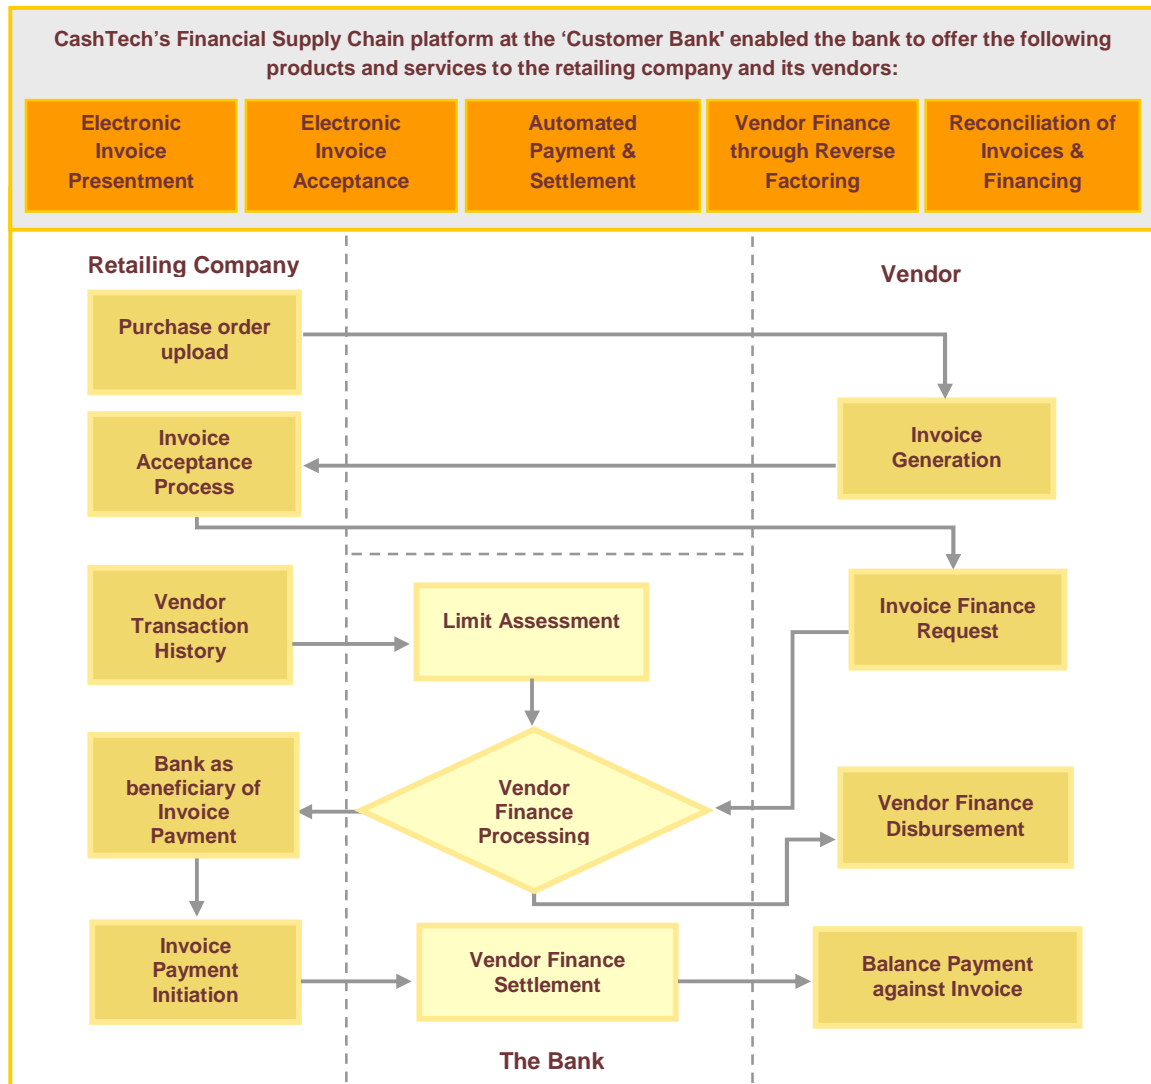 CashTech's Financial Supply Chain platform at the ‘Customer Bank' enabled the bank to offer the following
products and services to the retailing company and its vendors:
Electronic
Invoice
Presentment
Electronic
Invoice
Acceptance
Automated
Payment &
Settlement
Vendor Finance
through Reverse
Factoring
Reconciliation of
Invoices &
Financing
Retailing Company
Vendor
Purchase order
upload
Invoice
Acceptance
Process
Invoice
Generation
Vendor
Transaction
History
Limit Assessment
Invoice Finance
Request
Bank as
beneficiary of
Invoice
Payment
Vendor
Finance
Processing
Vendor Finance
Disbursement
Invoice
Payment
Initiation
Vendor Finance
Settlement
Balance Payment
against Invoice
The Bank